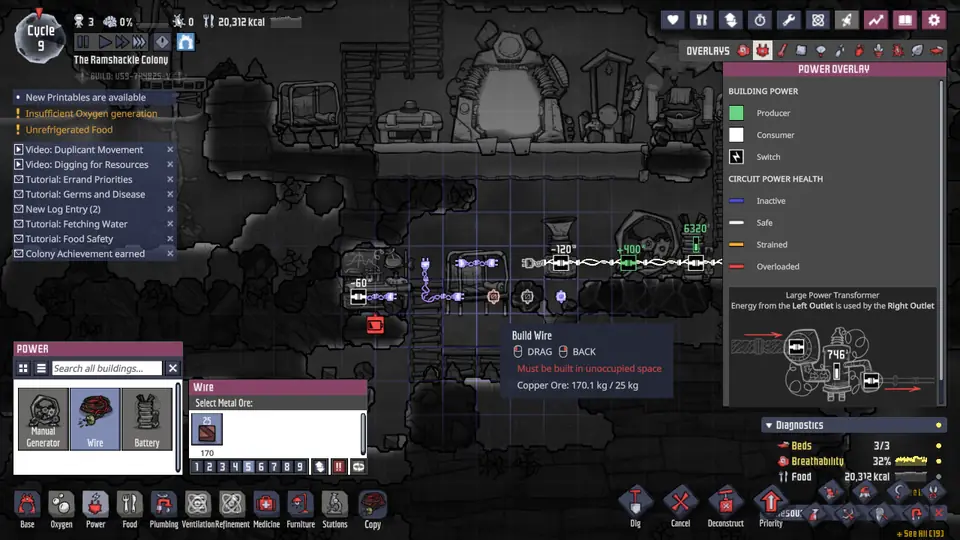 Cycle
9
3
0%
0
20,312 kcal
The Ramshackle Colony
New Printables are available
Insufficient Oxygen generation
Unrefrigerated Food
Video: Duplicant Movement
Video: Digging for Resources
Tutorial: Errand Priorities
Tutorial: Germs and Disease
New Log Entry (2)
Tutorial: Fetching Water
Tutorial: Food Safety
Colony Achievement earned
OVERLAYS
POWER OVERLAY
BUILDING POWER
Producer
Consumer
Switch
CIRCUIT POWER HEALTH
Inactive
Safe
Strained
Overloaded
Large Power Transformer
Energy from the Left Outlet is used by the Right Outlet
746
-60
-120
+400
6320
Build Wire
DRAG BACK
Must be built in unoccupied space
Copper Ore: 170.1 kg / 25 kg
POWER
Search all buildings...
Manual Generator
Wire
Battery
Wire
Select Metal Ore:
25
170
1 2 3 4 5 6 7 8 9
!!
Diagnostics
Beds 3/3
Breathability 32%
Food 20,312 kcal
Base
Oxygen
Power
Food
Plumbing
Ventilation
Refinement
Medicine
Furniture
Stations
Copy
Dig
Cancel
Deconstruct
Priority
+ See All (19)